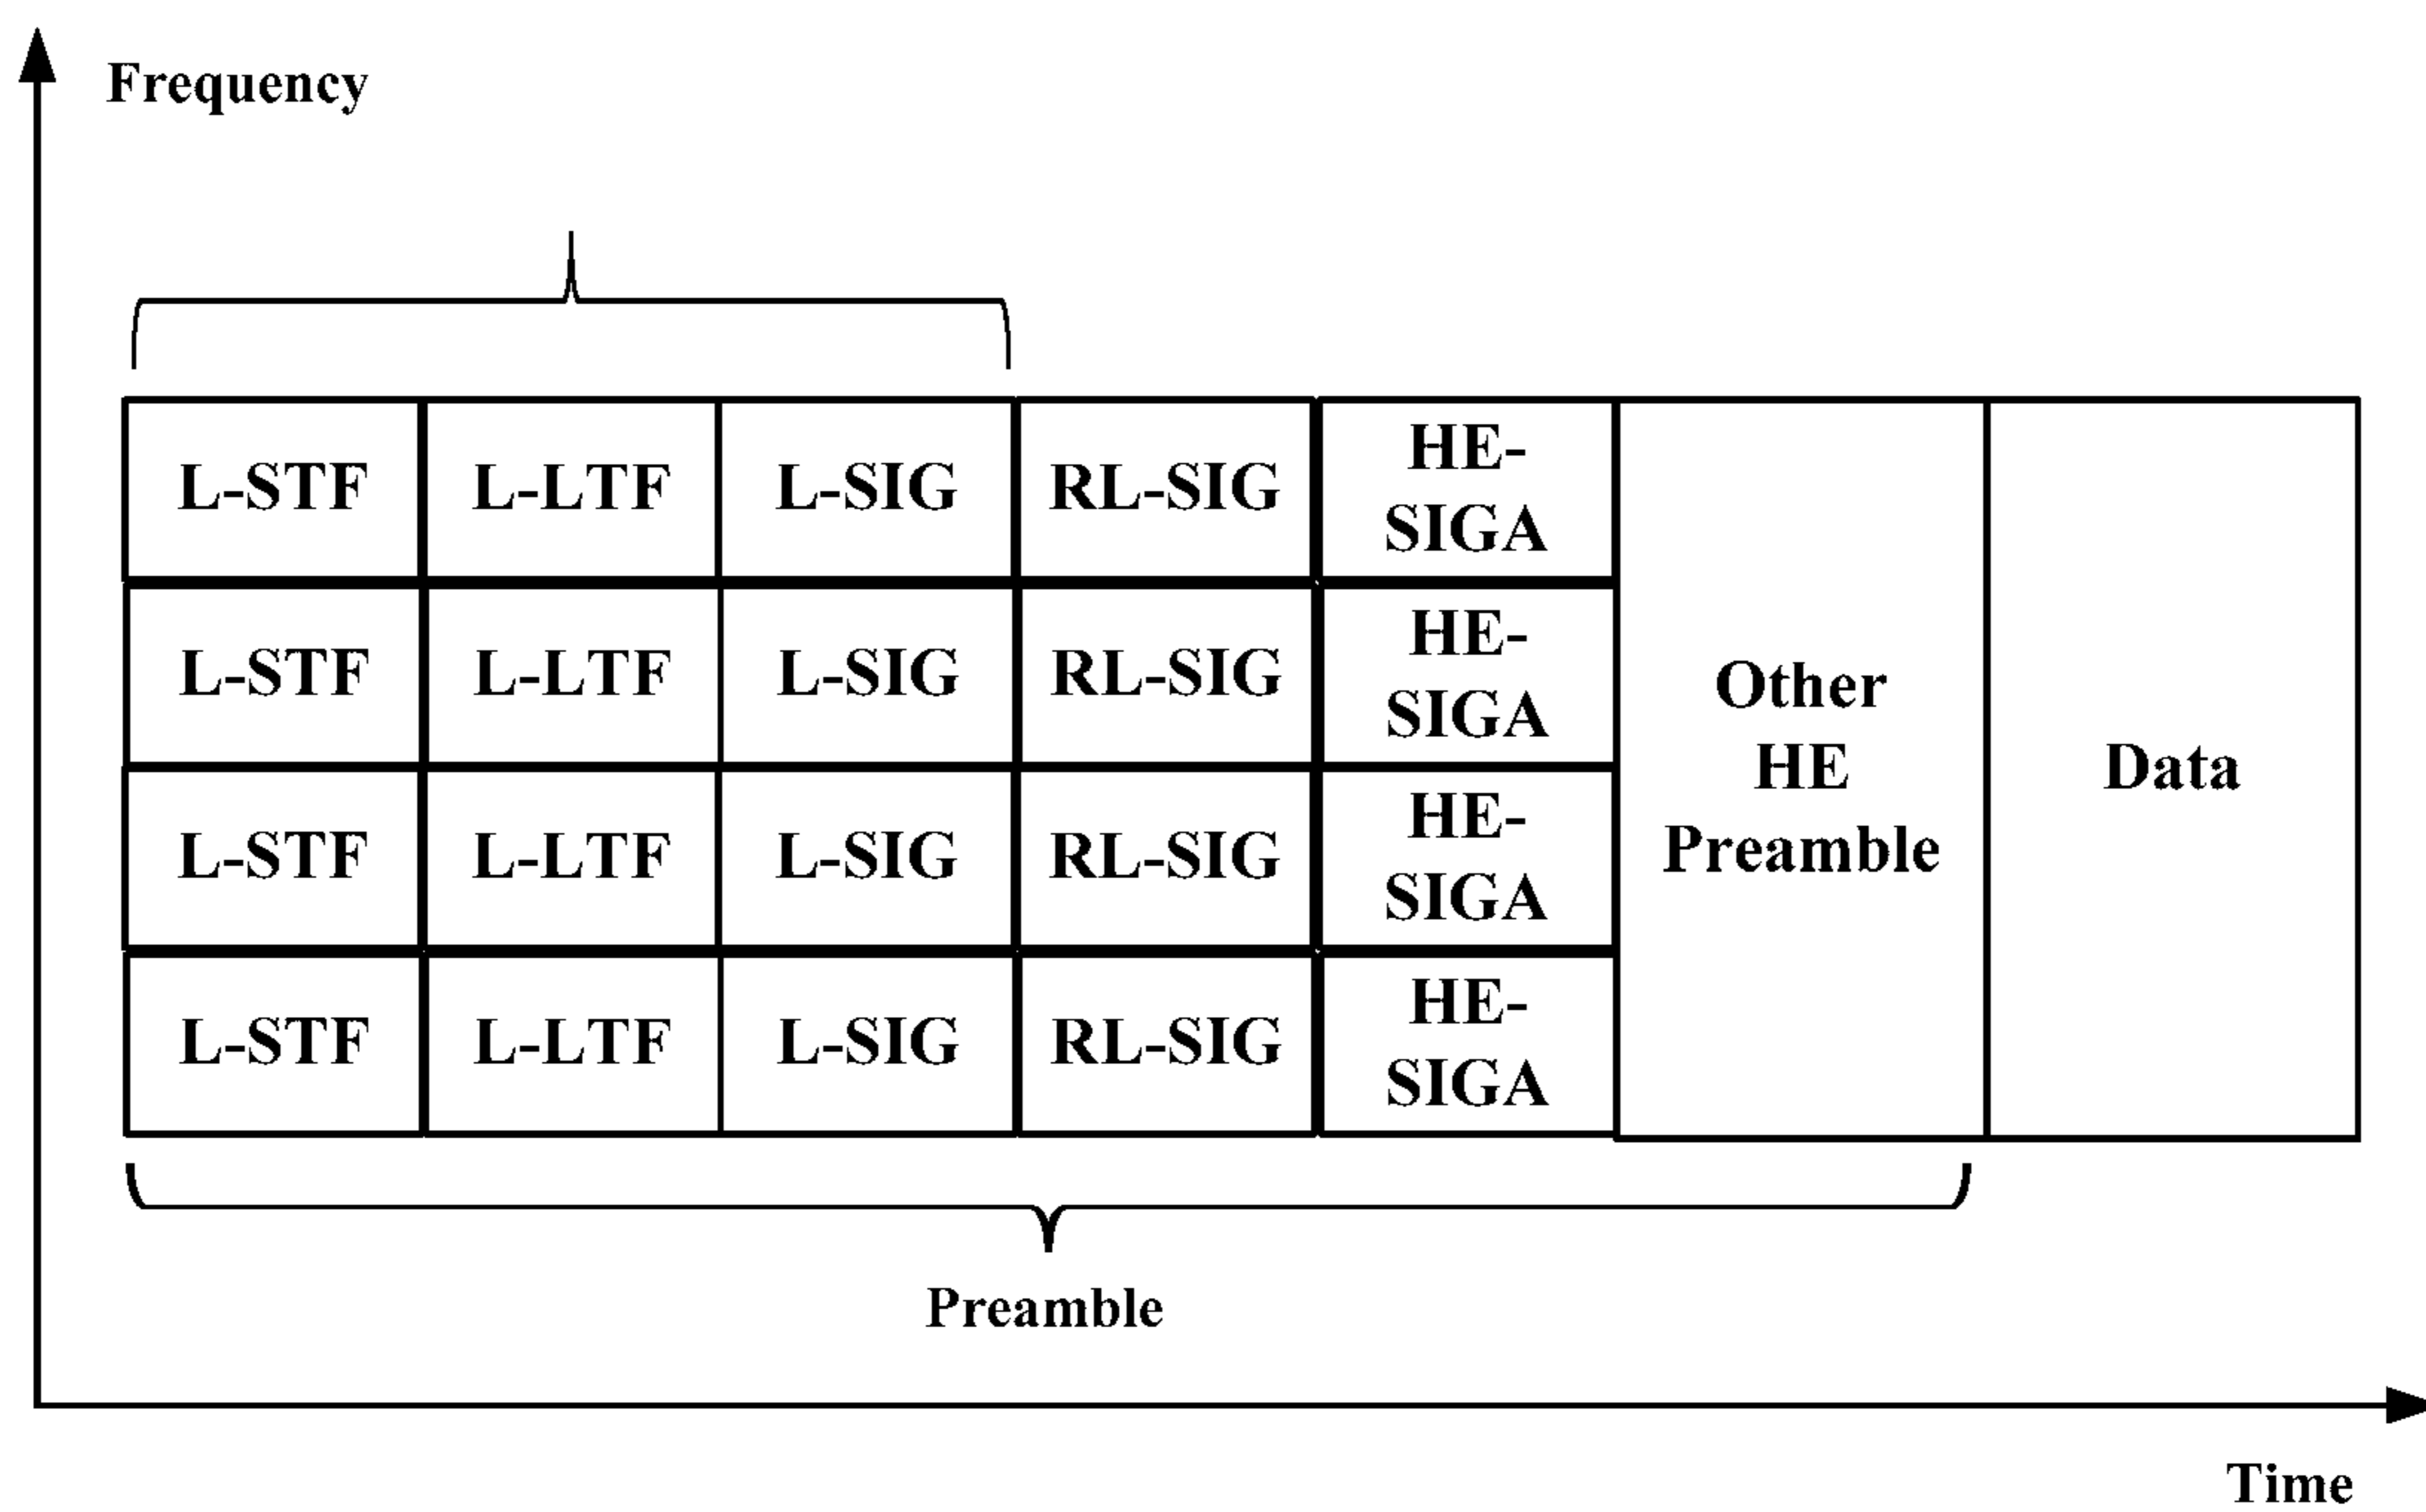 Frequency
L-STF L-LTF L-SIG RL-SIG HE-
SIGA
L-STF L-LTF L-SIG RL-SIG HE-
SIGA
L-STF L-LTF L-SIG RL-SIG HE-
SIGA
L-STF L-LTF L-SIG RL-SIG HE-
SIGA
Other
HE
Preamble
Data
Preamble
Time